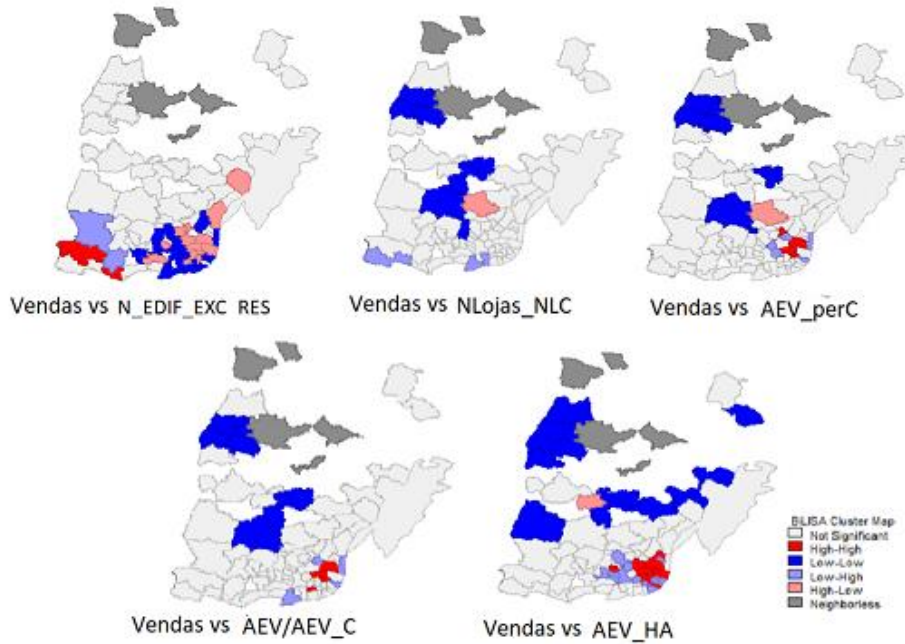 Vendas vs N_EDIF_EXC RES
Vendas vs NLojas_NLC
Vendas vs AEV_perC
Vendas vs AEV/AEV_C
Vendas vs AEV_HA
BiLISA Cluster Map
Not Significant
High-High
Low-Low
Low-High
High-Low
Neighborless